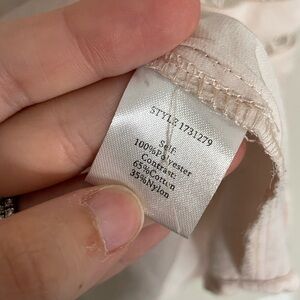 STYLE 1731279
Self:
100%Polyester
Contrast:
65%Cotton
35%Nylon